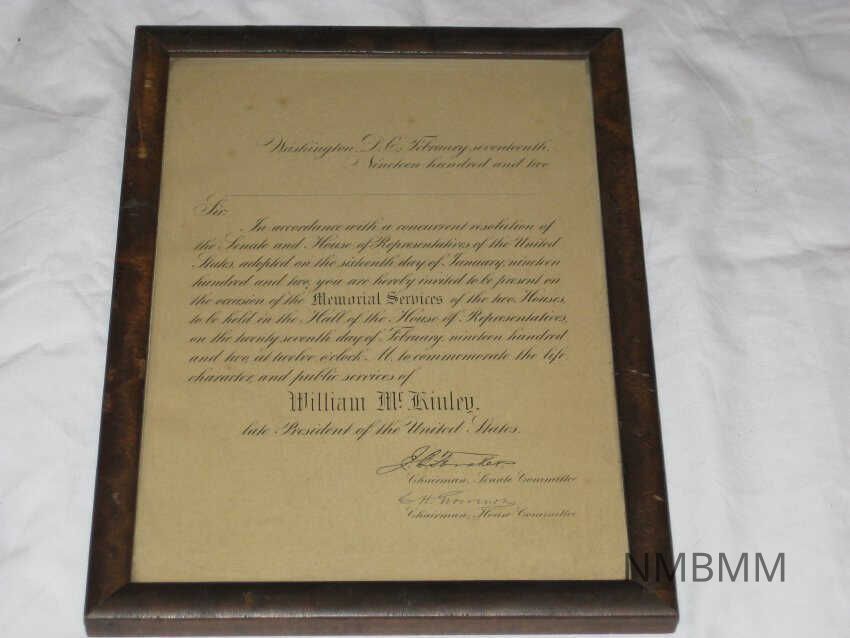 Washington, D.C., February seventeenth,
Nineteen hundred and two.
Sir:
In accordance with a concurrent resolution of
the Senate and House of Representatives of the United
States, adopted on the sixteenth day of January, nineteen
hundred and two, you are hereby invited to be present on
the occasion of the Memorial Services of the two Houses,
to be held in the Hall of the House of Representatives,
on the twenty seventh day of February, nineteen hundred
and two, at twelve o'clock M. to commemorate the life,
character, and public services of
William McKinley,
late President of the United States.
J.B. Foraker
Chairman, Senate Committee
C.H. Grosvenor
Chairman, House Committee
NMBMM